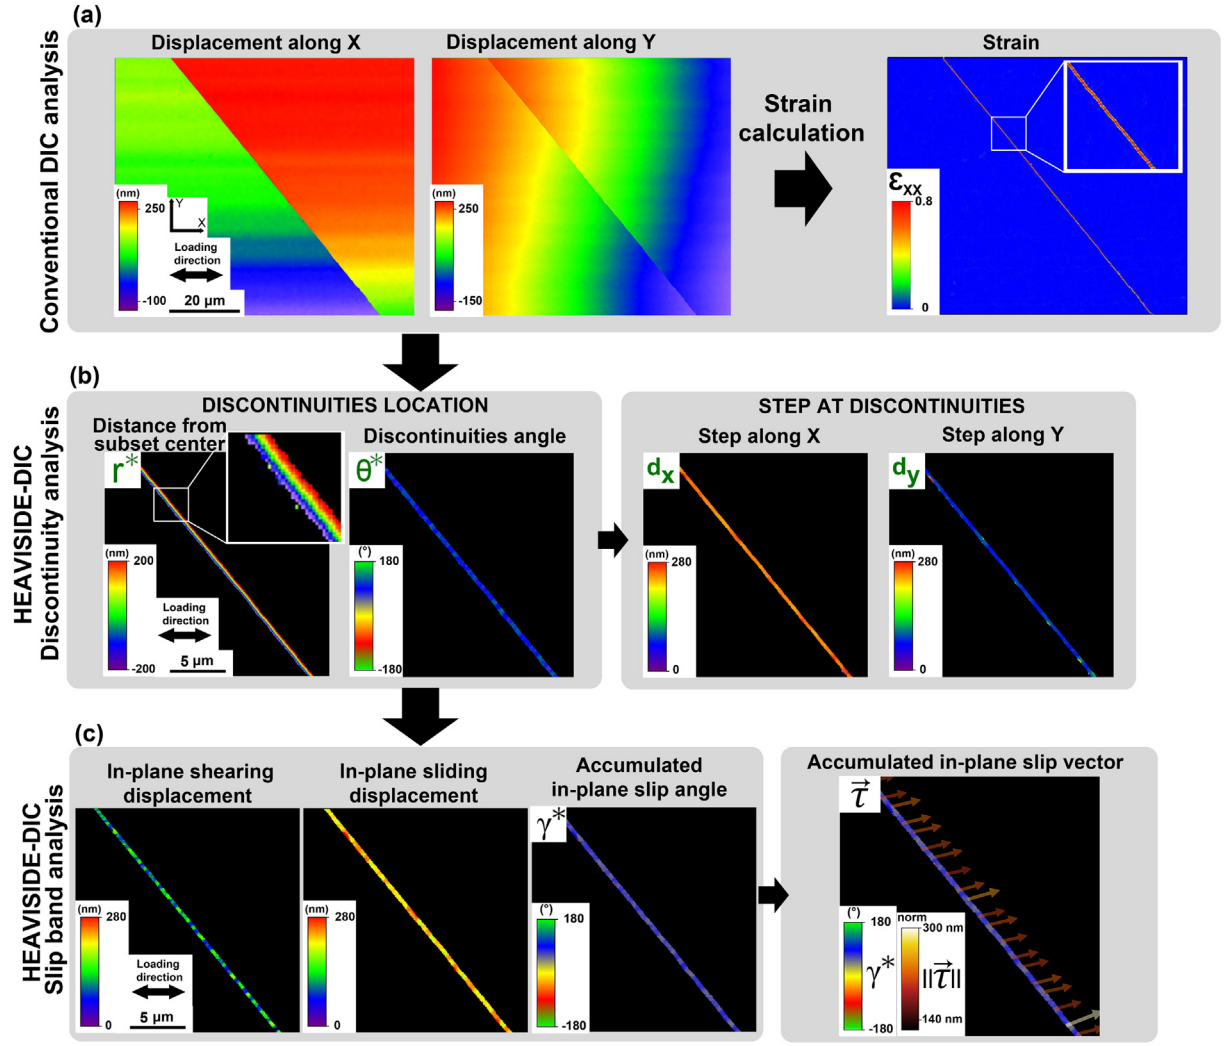 (a)
Conventional DIC analysis
Displacement along X
Displacement along Y
Strain
Strain
calculation
(nm)
250
-100
Y
X
Loading
direction
20 µm
(nm)
250
-150
εxx
0.8
0
(b)
HEAVISIDE-DIC
Discontinuity analysis
DISCONTINUITIES LOCATION
Distance from
subset center
Discontinuities angle
r*
(nm)
200
-200
Loading
direction
5 µm
θ*
(°)
180
-180
STEP AT DISCONTINUITIES
Step along X
Step along Y
dx
(nm)
280
0
dy
(nm)
280
0
(c)
HEAVISIDE-DIC
Slip band analysis
In-plane shearing
displacement
In-plane sliding
displacement
Accumulated
in-plane slip angle
Accumulated in-plane slip vector
(nm)
280
0
Loading
direction
5 µm
(nm)
280
0
γ*
(°)
180
-180
τ⃗
(°)
180
γ*
-180
norm
300 nm
||τ⃗||
140 nm